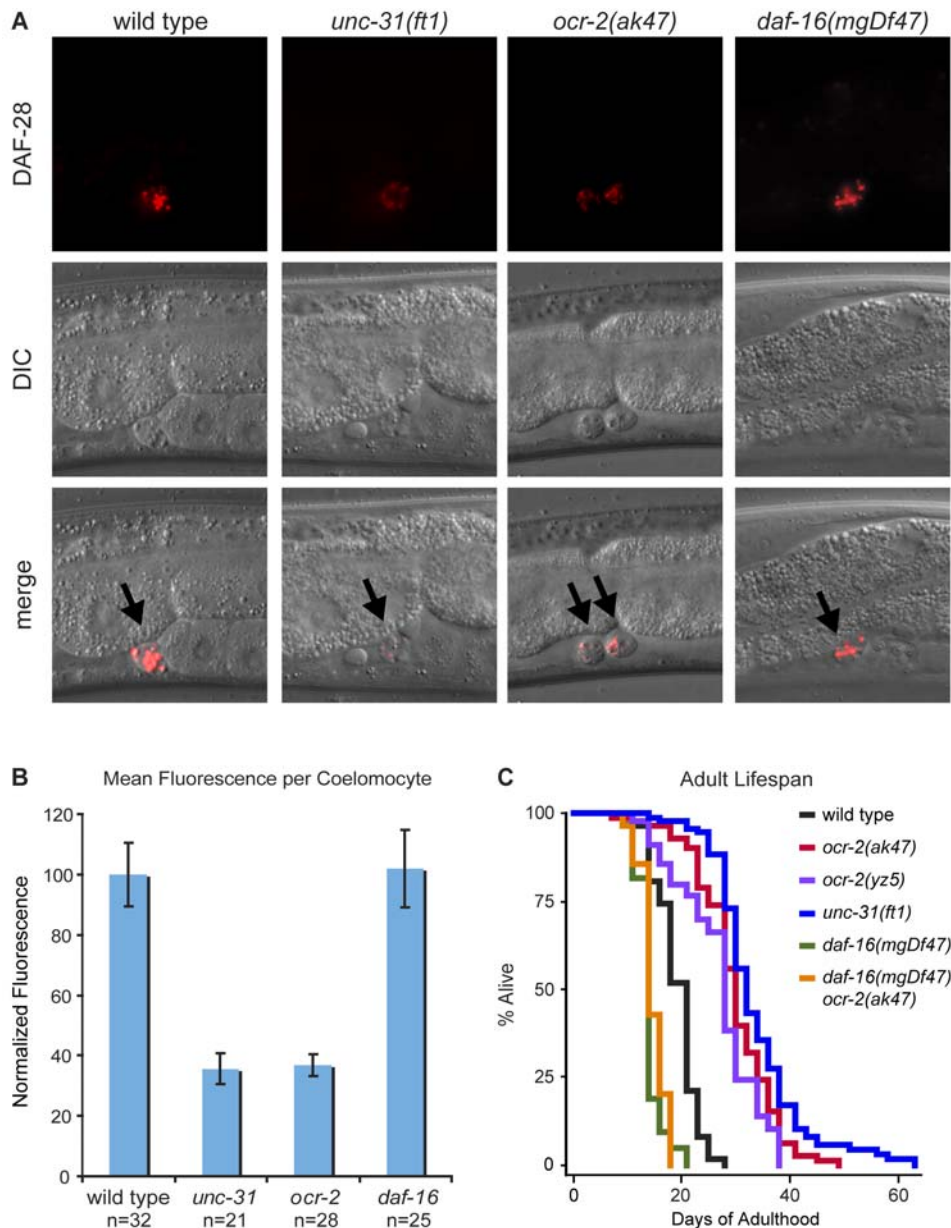 A
wild type
unc-31(ft1)
ocr-2(ak47)
daf-16(mgDf47)
DAF-28
DIC
merge
B
Mean Fluorescence per Coelomocyte
Normalized Fluorescence
120
100
80
60
40
20
0
wild type
n=32
unc-31
n=21
ocr-2
n=28
daf-16
n=25
C
Adult Lifespan
% Alive
100
75
50
25
0
0
20
40
60
Days of Adulthood
wild type
ocr-2(ak47)
ocr-2(yz5)
unc-31(ft1)
daf-16(mgDf47)
daf-16(mgDf47)
ocr-2(ak47)